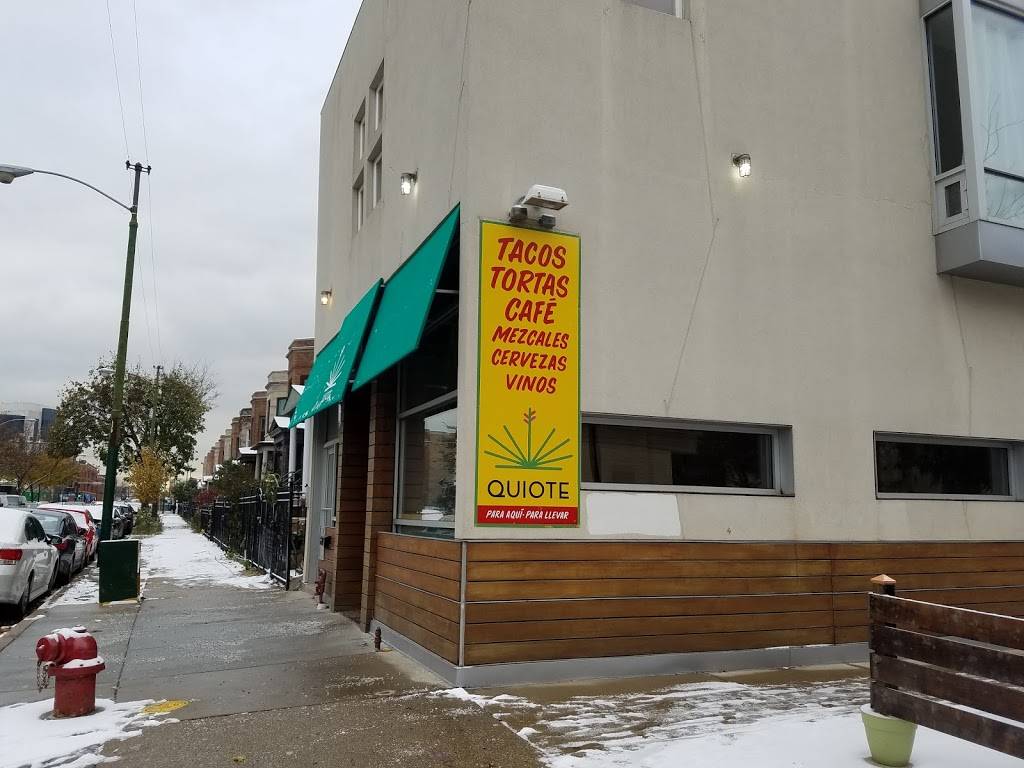 TACOS
TORTAS
CAFÉ
MEZCALES
CERVEZAS
VINOS
QUIOTE
PARA AQUÍ-PARA LLEVAR